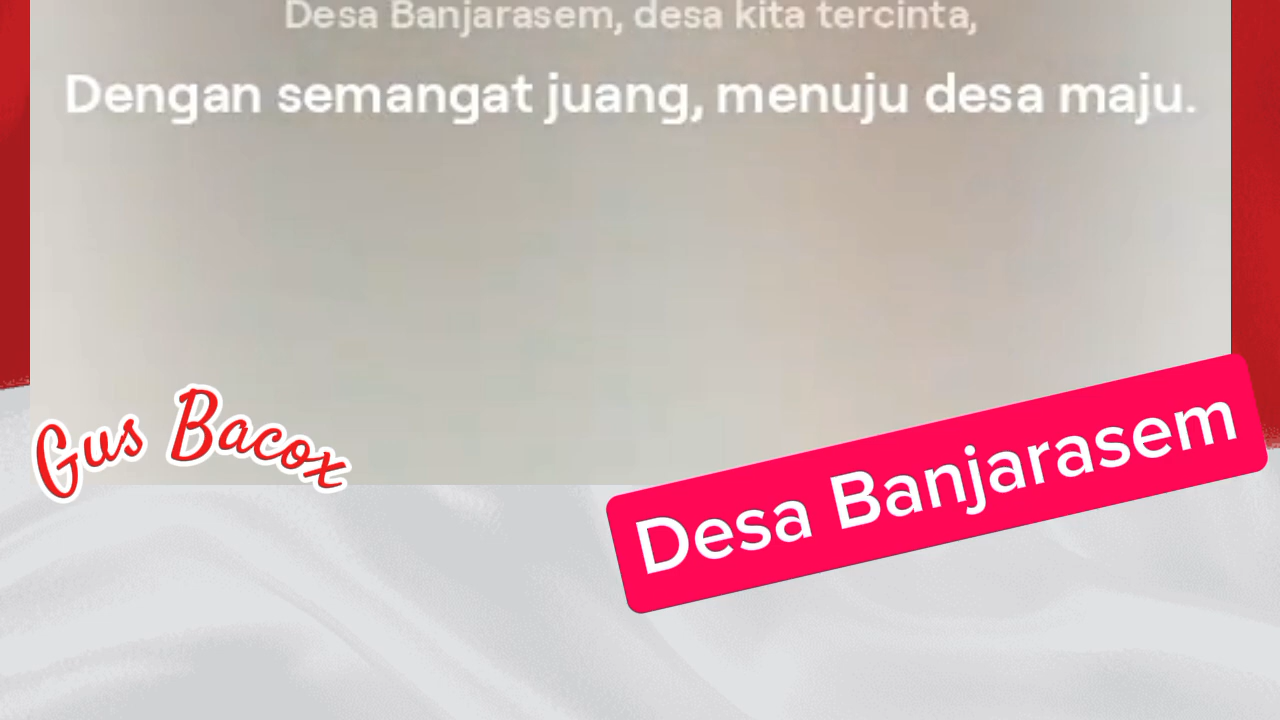 Desa Banjarasem, desa kita tercinta,
Dengan semangat juang, menuju desa maju.
Gus Bacox
Desa Banjarasem